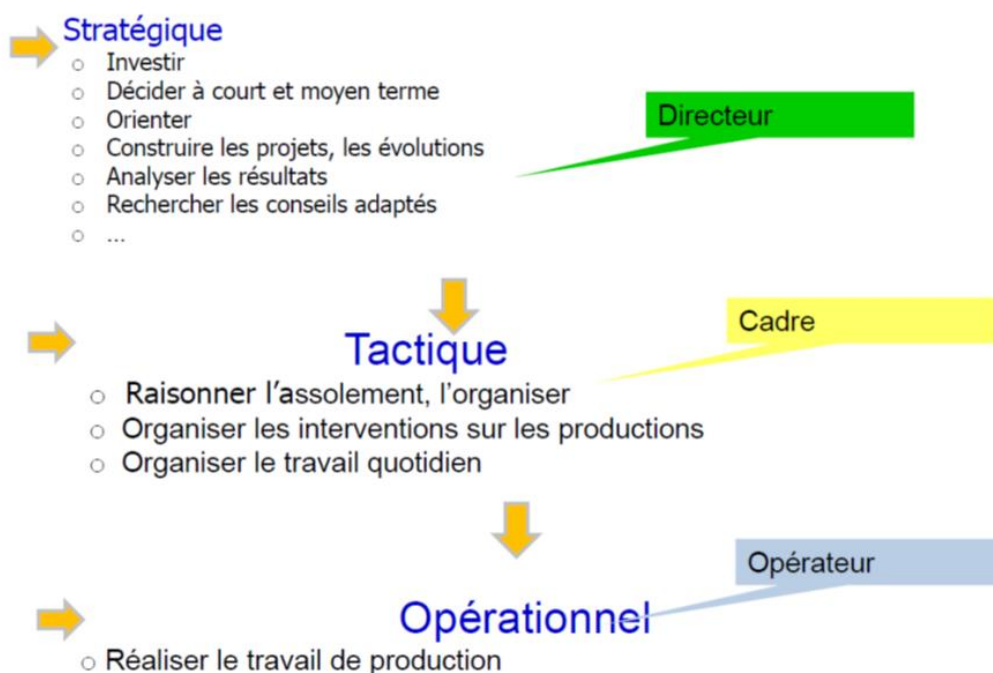 Stratégique
o Investir
o Décider à court et moyen terme
o Orienter
o Construire les projets, les évolutions
o Analyser les résultats
o Rechercher les conseils adaptés
o ...
Directeur
Tactique
o Raisonner l'assolement, l'organiser
o Organiser les interventions sur les productions
o Organiser le travail quotidien
Cadre
Opérationnel
o Réaliser le travail de production
Opérateur